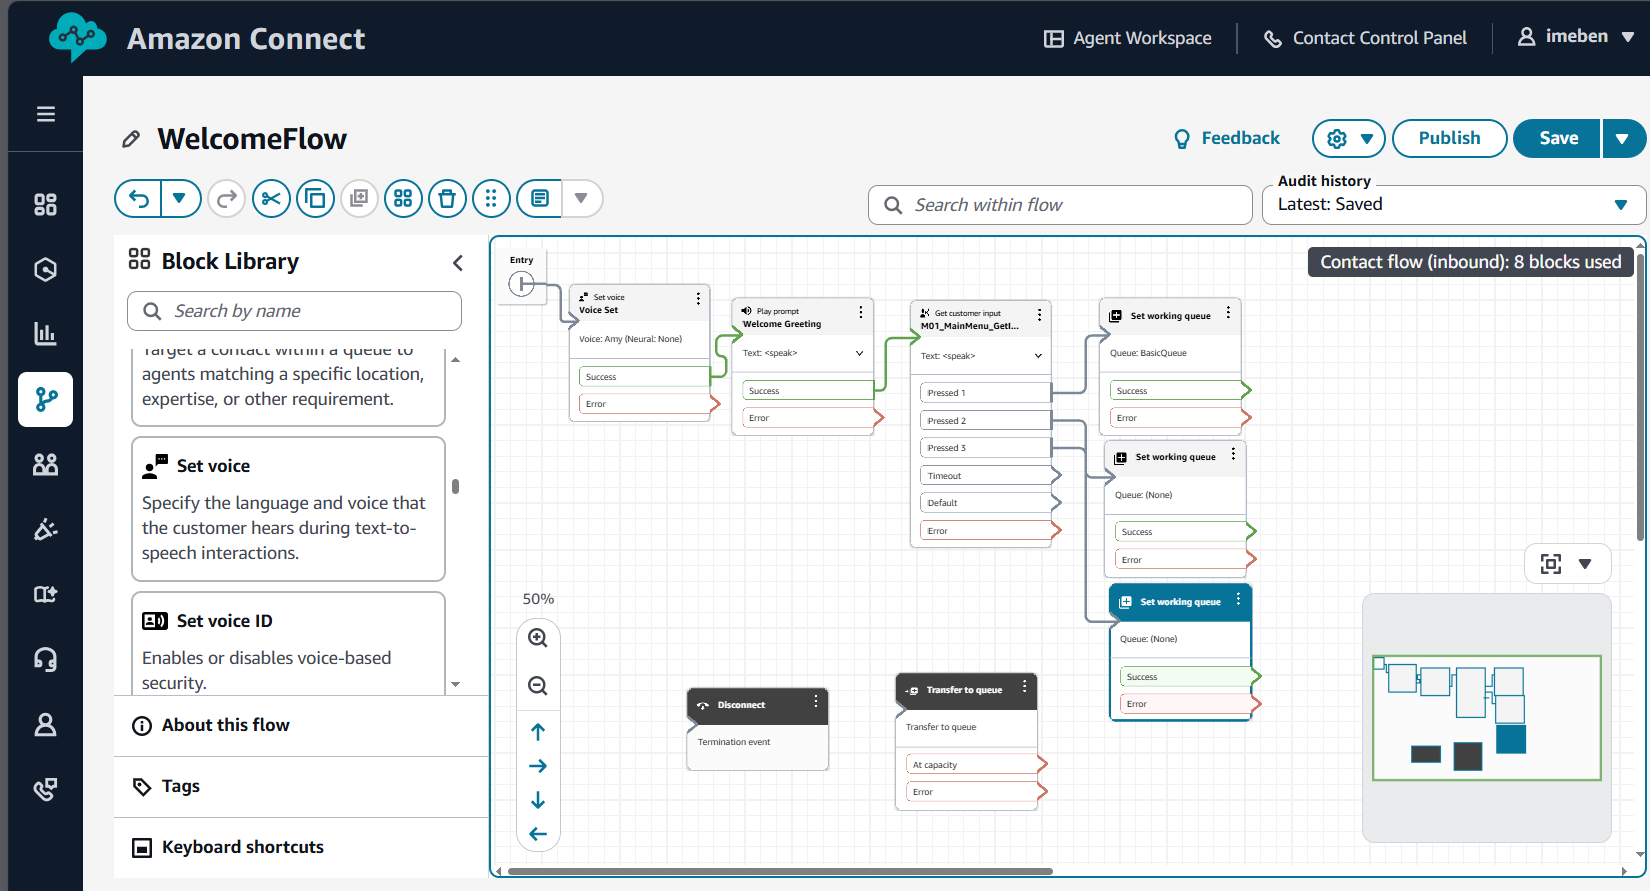 Amazon Connect
Agent Workspace
Contact Control Panel
imeben
WelcomeFlow
Feedback
Publish
Save
Search within flow
Audit history
Latest: Saved
Block Library
Search by name
Target a contact within a queue to
agents matching a specific location,
expertise, or other requirement.
Set voice
Specify the language and voice that
the customer hears during text-to-
speech interactions.
Set voice ID
Enables or disables voice-based
security.
About this flow
Tags
Keyboard shortcuts
Contact flow (inbound): 8 blocks used
Entry
Set voice
Voice Set
Voice: Amy (Neural: None)
Success
Error
Play prompt
Welcome Greeting
Text: <speak>
Success
Error
Get customer input
M01_MainMenu_GetI...
Text: <speak>
Pressed 1
Pressed 2
Pressed 3
Timeout
Default
Error
Set working queue
Queue: BasicQueue
Success
Error
Set working queue
Queue: (None)
Success
Error
Set working queue
Queue: (None)
Success
Error
50%
Disconnect
Termination event
Transfer to queue
Transfer to queue
At capacity
Error